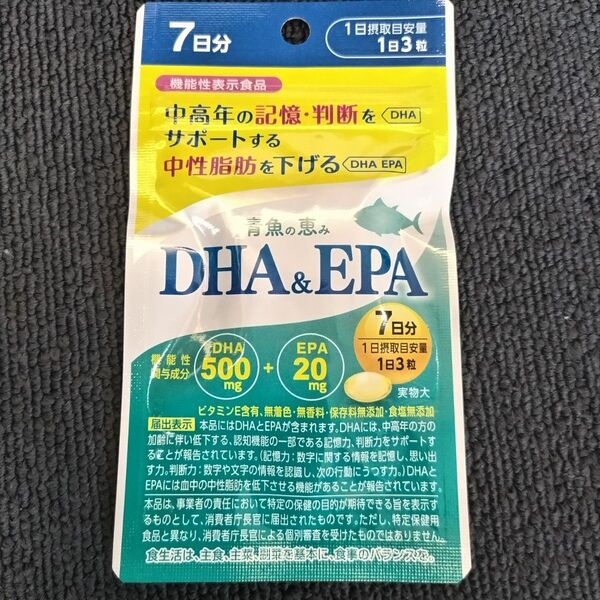 7日分
1日摂取目安量
1日3粒
機能性表示食品
中高年の記憶・判断を DHA
サポートする
中性脂肪を下げる DHA EPA
青魚の恵み
DHA&EPA
7日分
1日摂取目安量
1日3粒
実物大
機能性
関与成分
DHA
500mg
+
EPA
20mg
ビタミンE含有、無着色・無香料・保存料無添加・食塩無添加
届出表示 本品にはDHAとEPAが含まれます。DHAには、中高年の方の
加齢に伴い低下する、認知機能の一部である記憶力、判断力をサポートす
ることが報告されています。(記憶力:数字に関する情報を記憶し、思い出
す力。判断力:数字や文字の情報を認識し、次の行動にうつす力。)DHAと
EPAには血中の中性脂肪を低下させる機能があることが報告されています。
本品は、事業者の責任において特定の保健の目的が期待できる旨を表示す
るものとして、消費者庁長官に届出されたものです。ただし、特定保健用
食品と異なり、消費者庁長官による個別審査を受けたものではありません。
食生活は、主食、主菜、副菜を基本に、食事のバランスを。